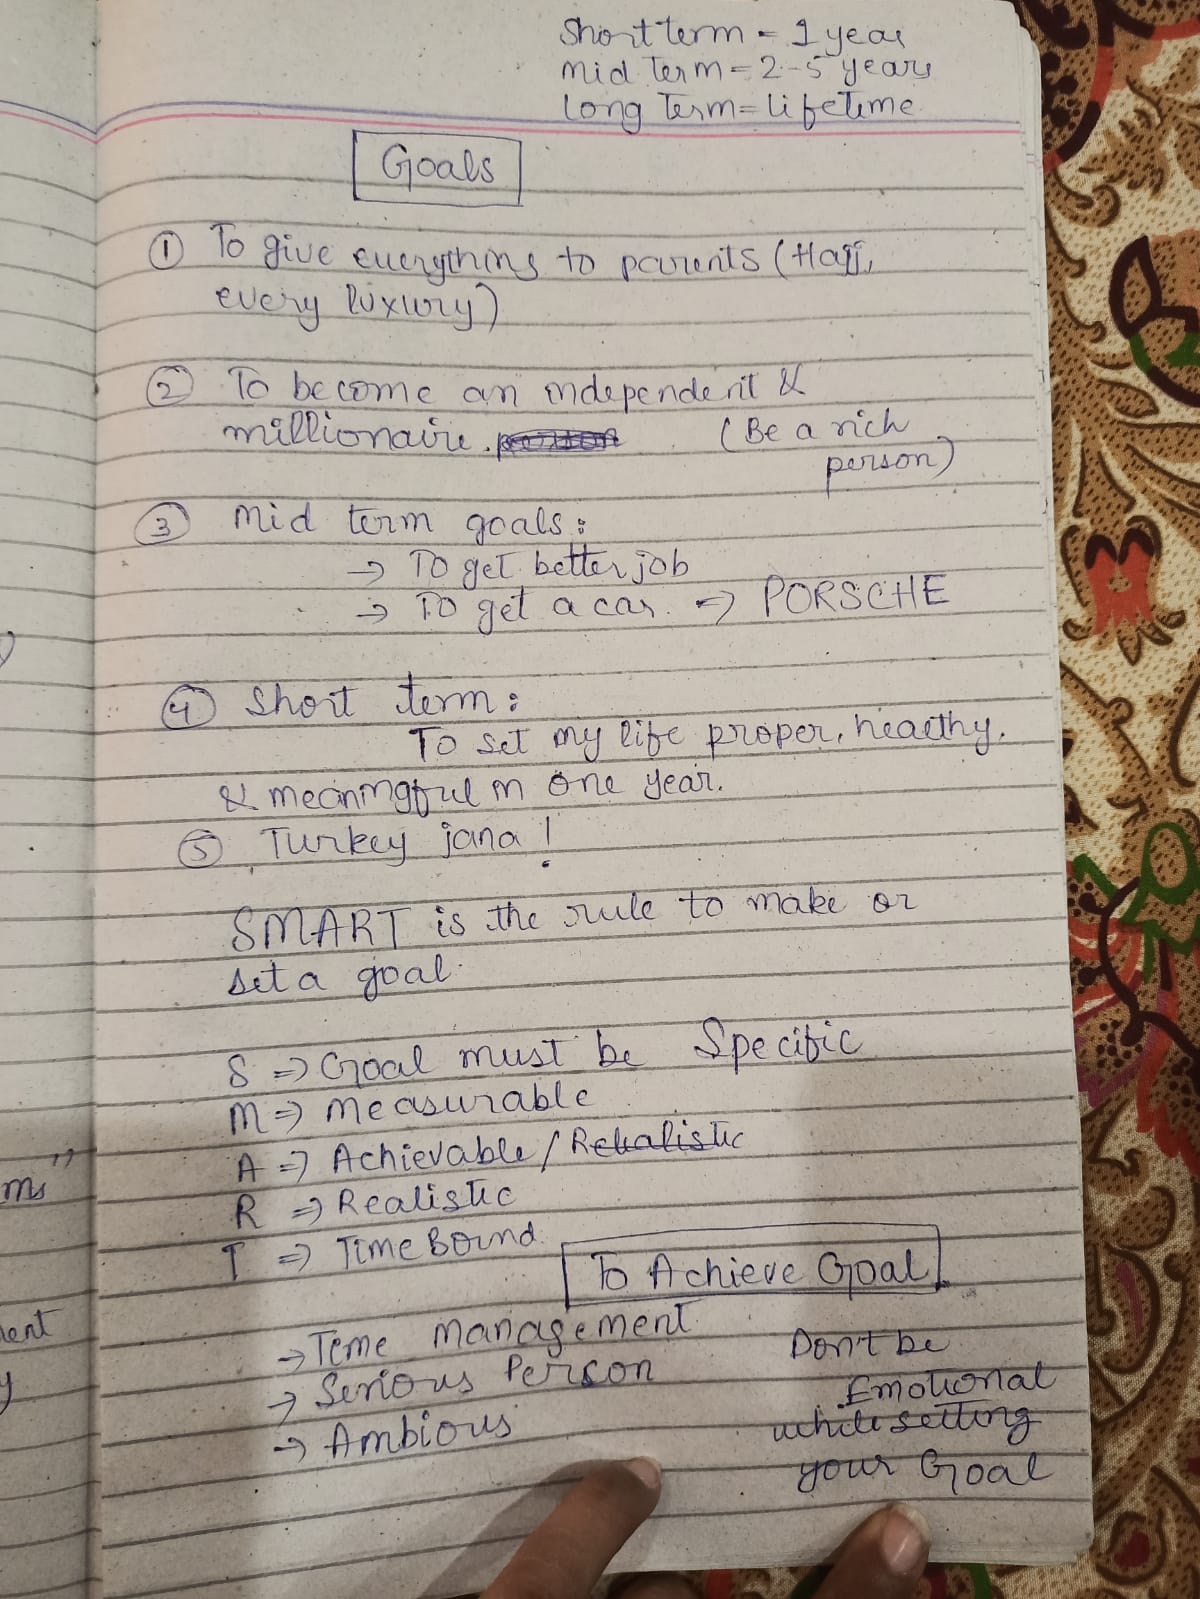 Short term = 1 year
Mid Term = 2-5 years
Long Term = Lifetime
Goals
① To give everything to parents (Hajj,
every luxury)
② To become an independent &
millionaire.
(Be a rich
person)
③ Mid term goals:
→ To get better job
→ To get a car. => PORSCHE
④ Short term:
To set my life proper, healthy,
& meaningful in one year.
⑤ Turkey jana!
SMART is the rule to make or
set a goal.
S => Goal must be Specific
M => Measurable
A => Achievable / Rehalistic
R => Realistic
T => Time Bound.
To Achieve Goal.
→ Time Management
→ Serious Person
→ Ambious
Don't be
Emotional
while setting
your Goal
ms"
ent
y